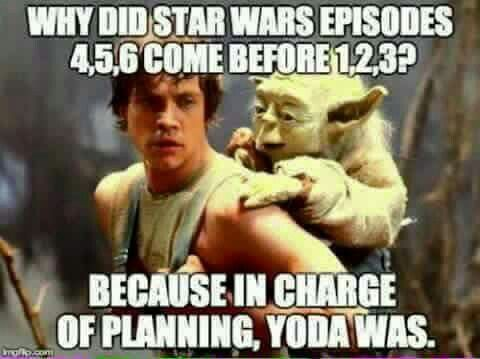 WHY DID STAR WARS EPISODES
4,5,6 COME BEFORE 1,2,3?
BECAUSE IN CHARGE
OF PLANNING, YODA WAS.
imgflip.com